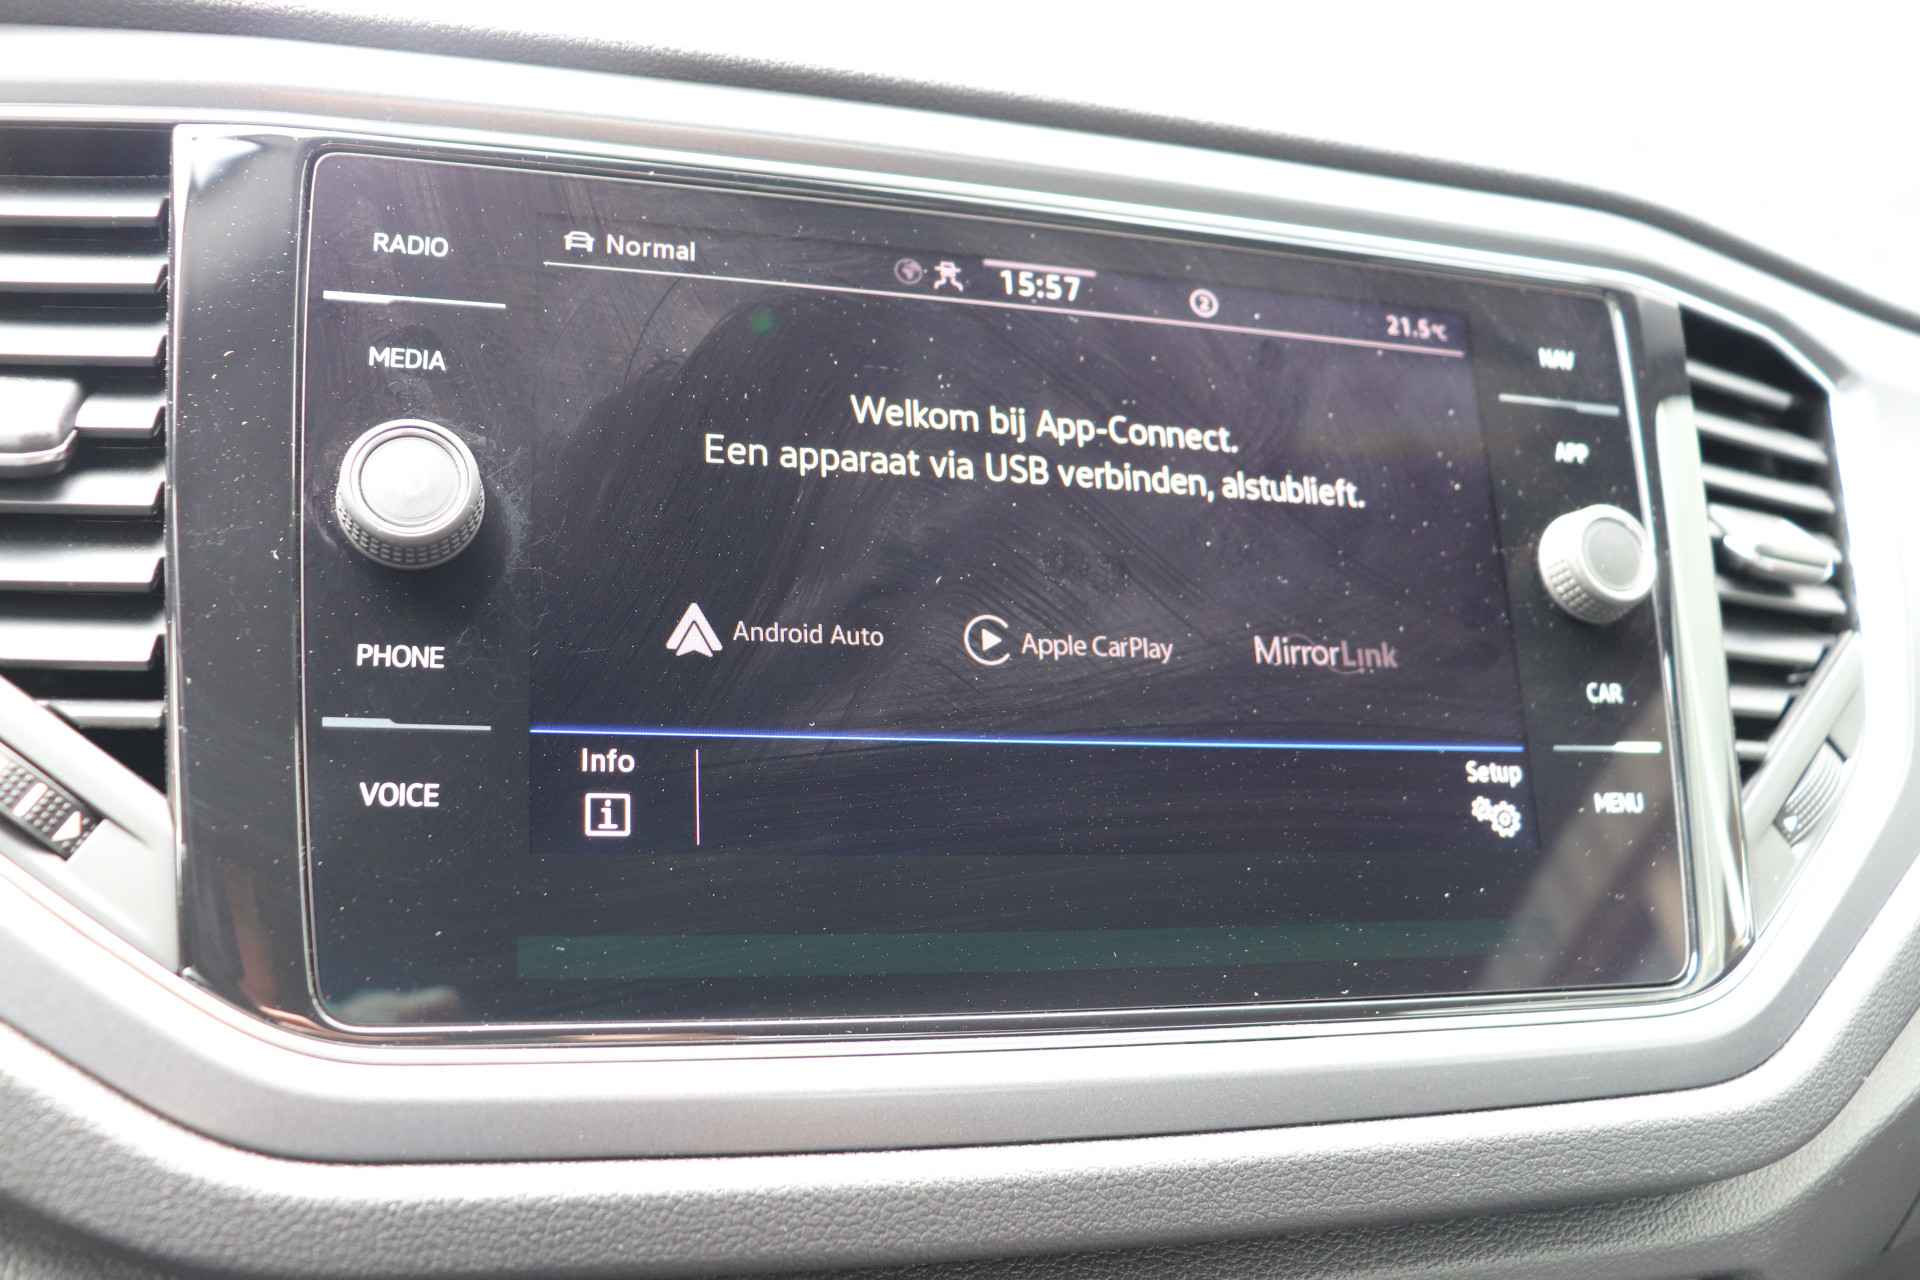 RADIO
MEDIA
PHONE
VOICE
Normal
15:57
2
21.5°C
Welkom bij App-Connect.
Een apparaat via USB verbinden, alstublieft.
Android Auto
Apple CarPlay
MirrorLink
Info
Setup
NAV
APP
CAR
MENU